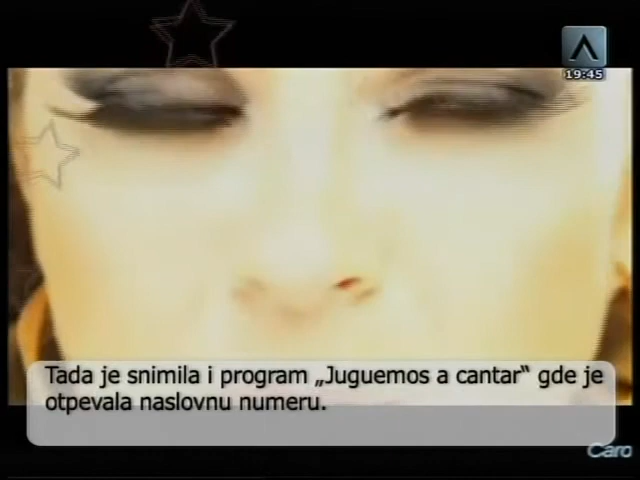 19:45
Tada je snimila i program „Juguemos a cantar“ gde je
otpevala naslovnu numeru.
Caro